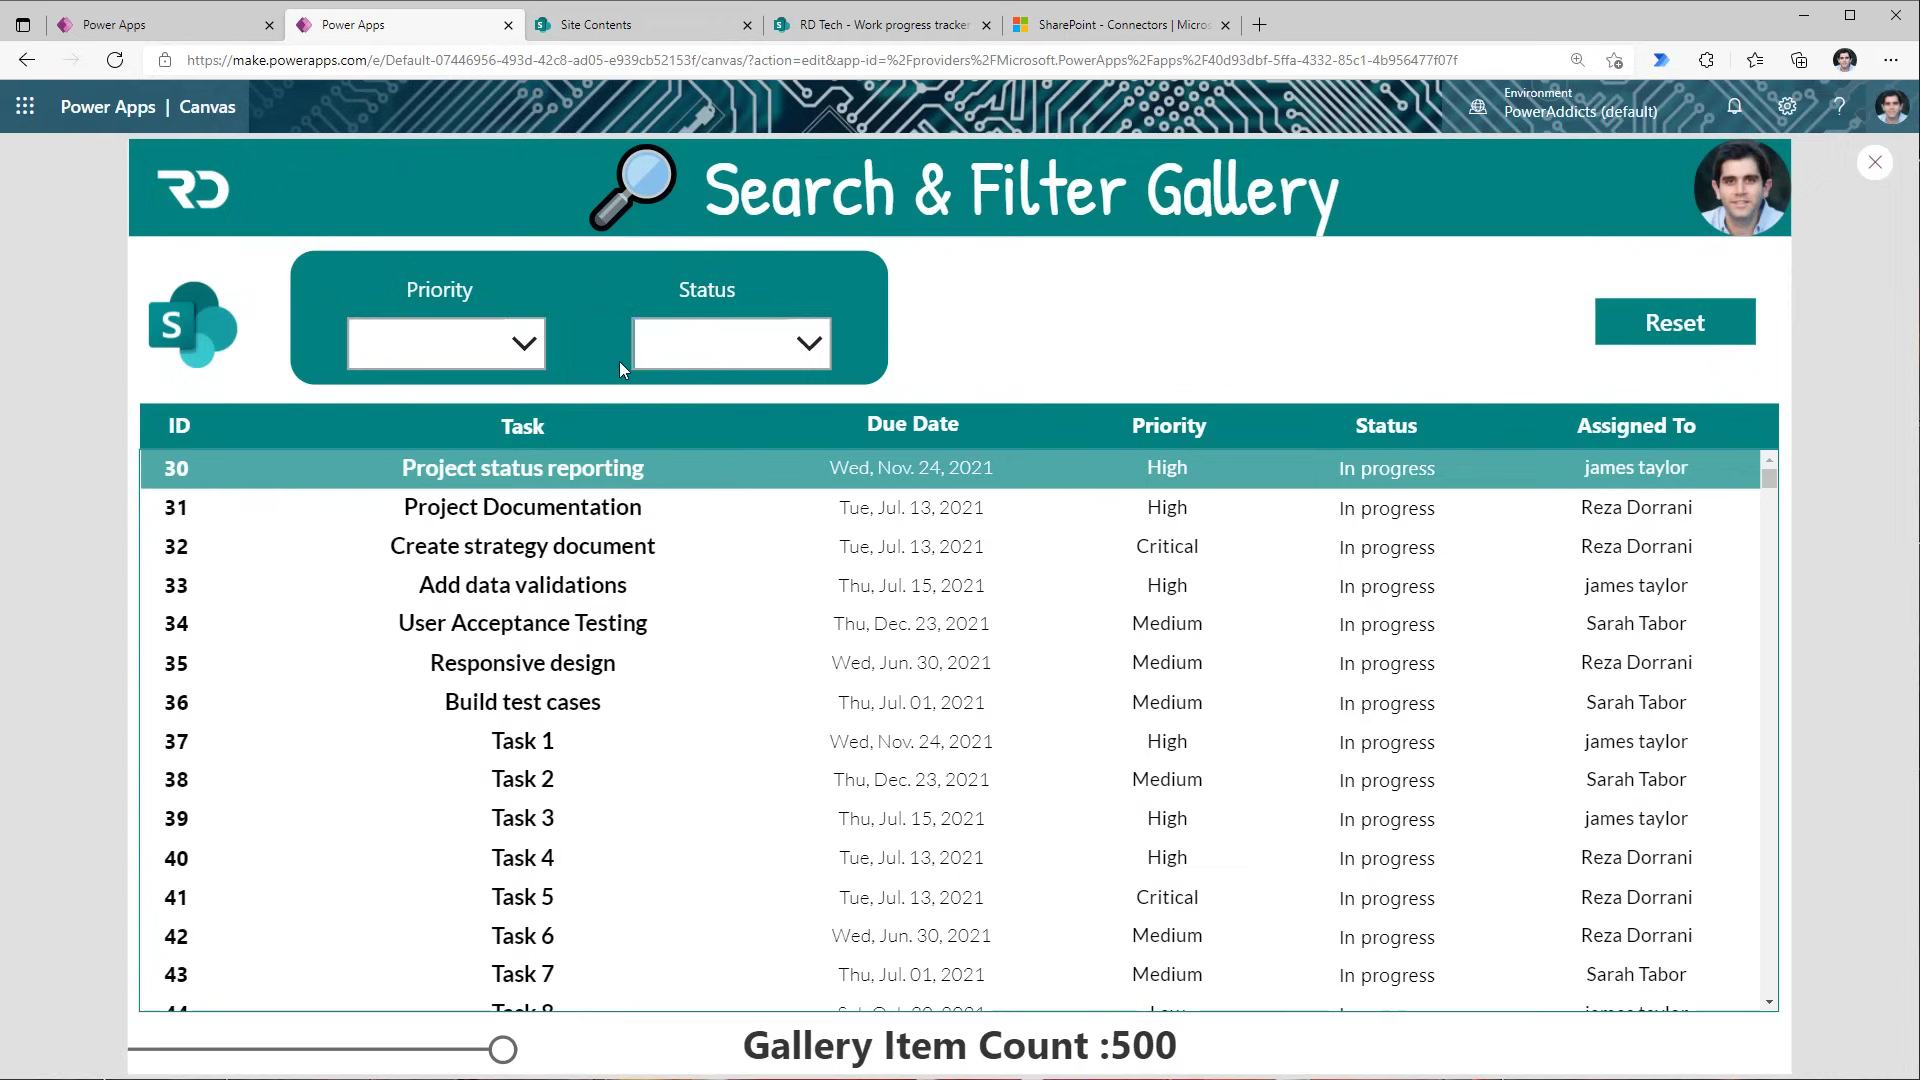 Power Apps
Power Apps
Site Contents
RD Tech - Work progress tracker
SharePoint - Connectors | Micros
https://make.powerapps.com/e/Default-07446956-493d-42c8-ad05-e939cb52153f/canvas/?action=edit&app-id=%2Fproviders%2FMicrosoft.PowerApps%2Fapps%2F40d93dbf-5ffa-4332-85c1-4b956477f07f
Power Apps | Canvas
Environment
PowerAddicts (default)
RD
Search & Filter Gallery
S
Priority
Status
Reset
ID Task Due Date Priority Status Assigned To
30 Project status reporting Wed, Nov. 24, 2021 High In progress james taylor
31 Project Documentation Tue, Jul. 13, 2021 High In progress Reza Dorrani
32 Create strategy document Tue, Jul. 13, 2021 Critical In progress Reza Dorrani
33 Add data validations Thu, Jul. 15, 2021 High In progress james taylor
34 User Acceptance Testing Thu, Dec. 23, 2021 Medium In progress Sarah Tabor
35 Responsive design Wed, Jun. 30, 2021 Medium In progress Reza Dorrani
36 Build test cases Thu, Jul. 01, 2021 Medium In progress Sarah Tabor
37 Task 1 Wed, Nov. 24, 2021 High In progress james taylor
38 Task 2 Thu, Dec. 23, 2021 Medium In progress Sarah Tabor
39 Task 3 Thu, Jul. 15, 2021 High In progress james taylor
40 Task 4 Tue, Jul. 13, 2021 High In progress Reza Dorrani
41 Task 5 Tue, Jul. 13, 2021 Critical In progress Reza Dorrani
42 Task 6 Wed, Jun. 30, 2021 Medium In progress Reza Dorrani
43 Task 7 Thu, Jul. 01, 2021 Medium In progress Sarah Tabor
Gallery Item Count :500